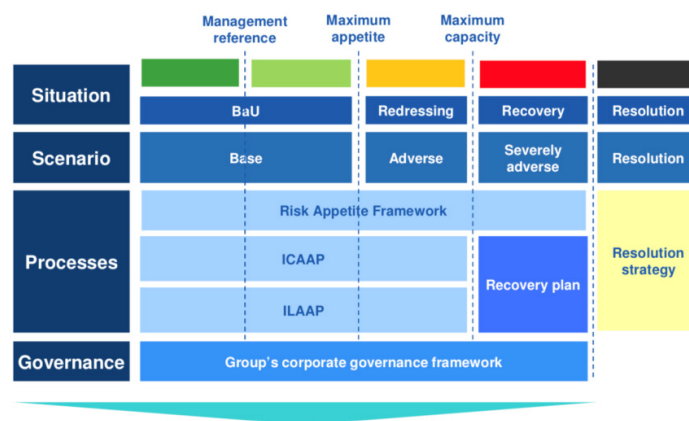 Management
reference
Maximum
appetite
Maximum
capacity
Situation
BaU
Redressing
Recovery
Resolution
Scenario
Base
Adverse
Severely
adverse
Resolution
Processes
Risk Appetite Framework
ICAAP
ILAAP
Recovery plan
Resolution
strategy
Governance
Group's corporate governance framework